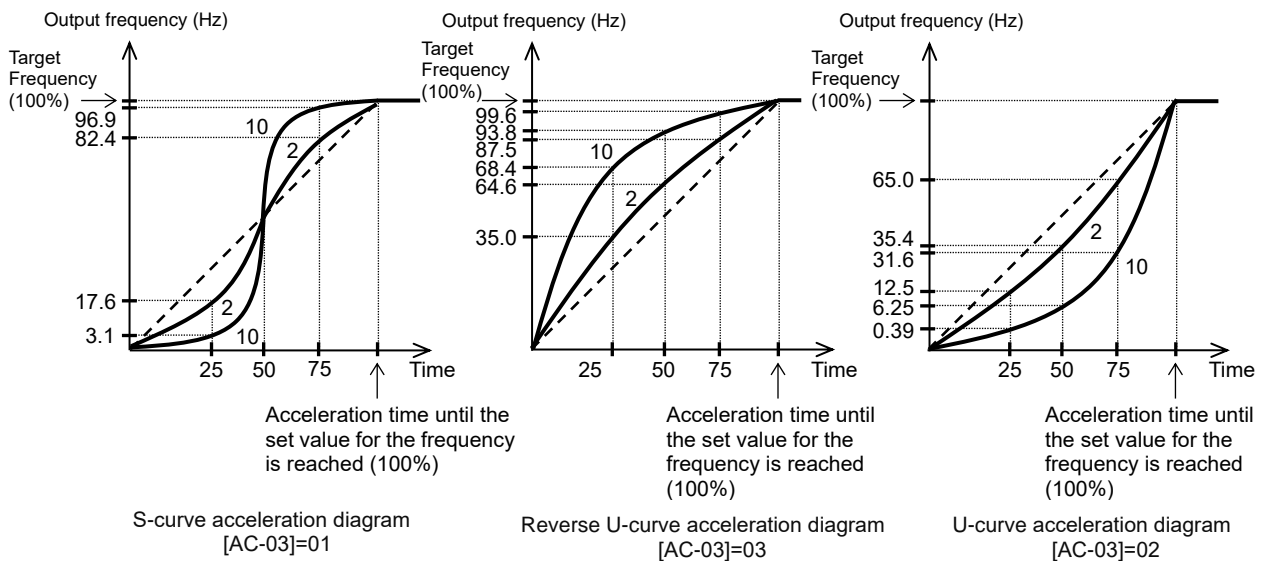 Output frequency (Hz)
Target
Frequency
(100%)
96.9
82.4
17.6
3.1
10
2
2
10
25
50
75
Time
Acceleration time until the
set value for the frequency
is reached (100%)
S-curve acceleration diagram
[AC-03]=01
Output frequency (Hz)
Target
Frequency
(100%)
99.6
93.8
87.5
68.4
64.6
35.0
10
2
25
50
75
Time
Acceleration time until
the set value for the
frequency is reached
(100%)
Reverse U-curve acceleration diagram
[AC-03]=03
Output frequency (Hz)
Target
Frequency
(100%)
65.0
35.4
31.6
12.5
6.25
0.39
2
10
25
50
75
Time
Acceleration time until
the set value for the
frequency is reached
(100%)
U-curve acceleration diagram
[AC-03]=02